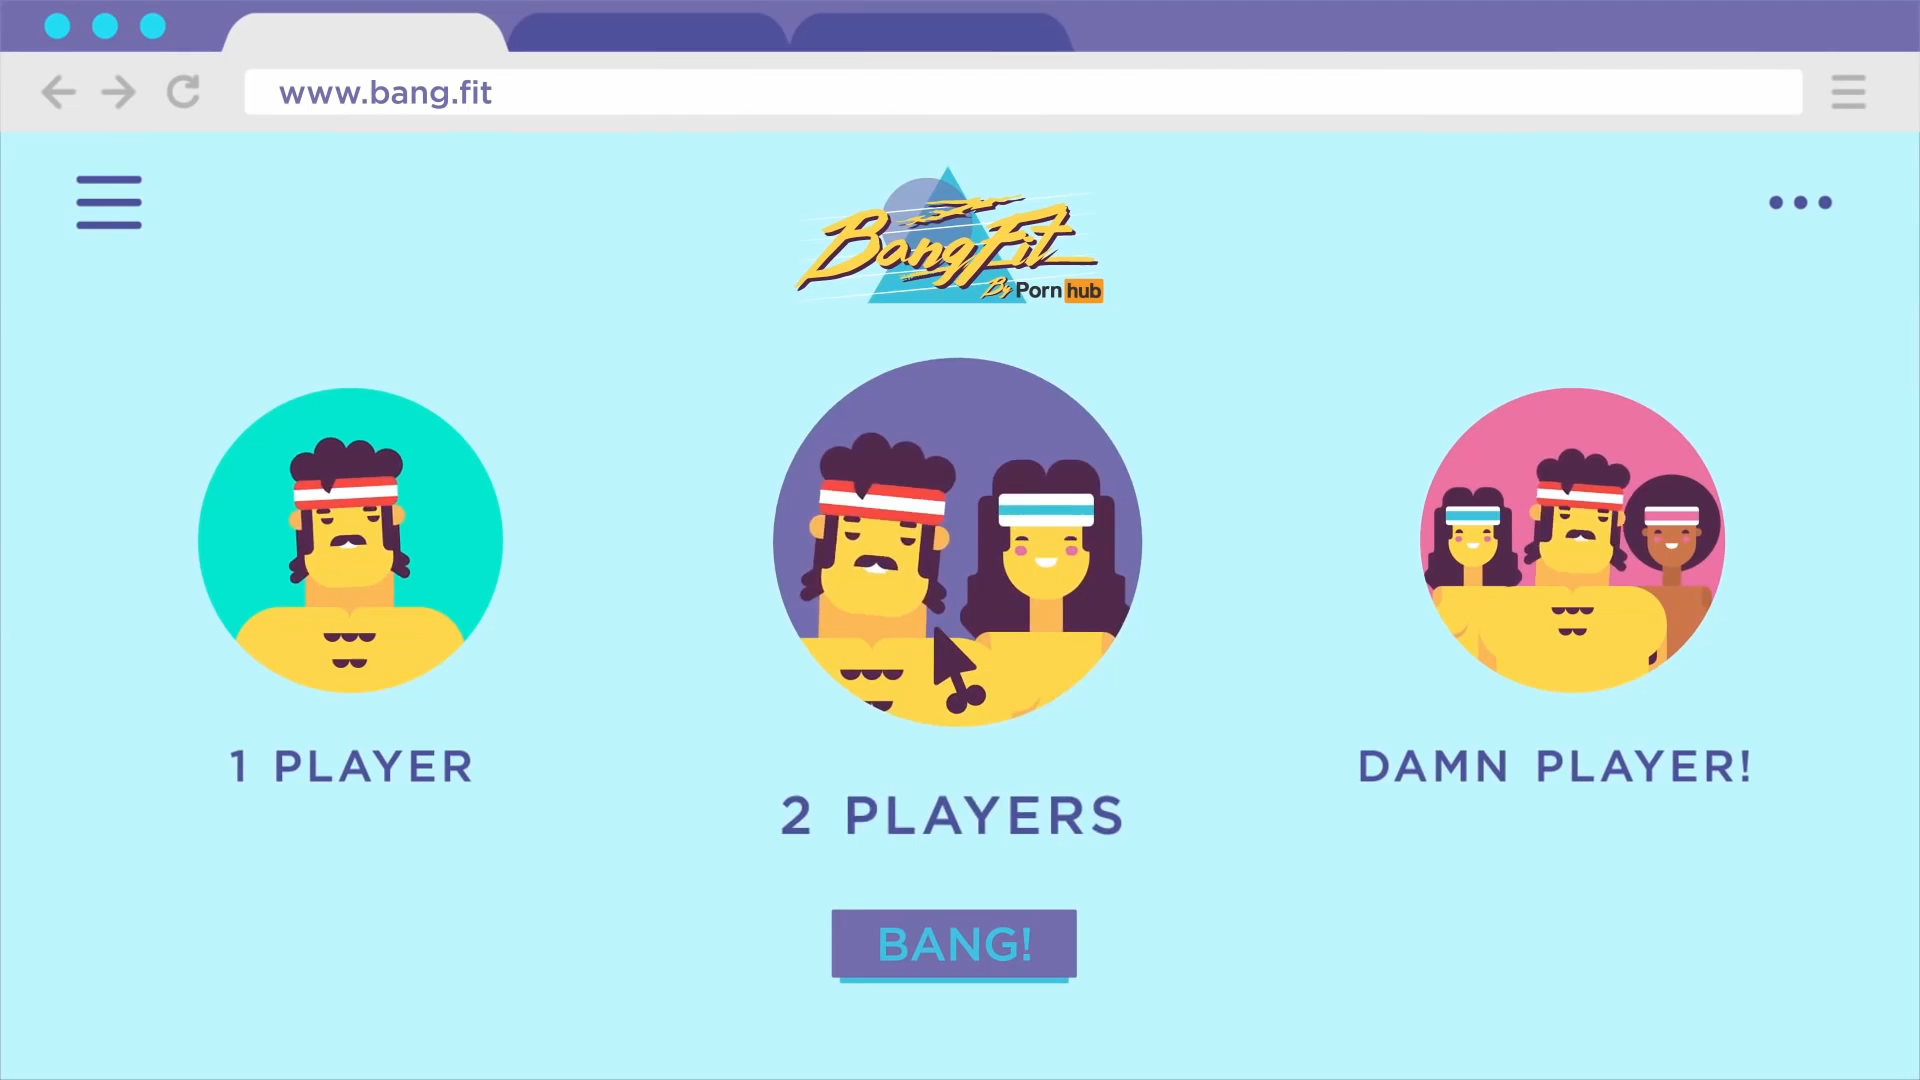 www.bang.fit
BangFit
By Pornhub
1 PLAYER
2 PLAYERS
DAMN PLAYER!
BANG!